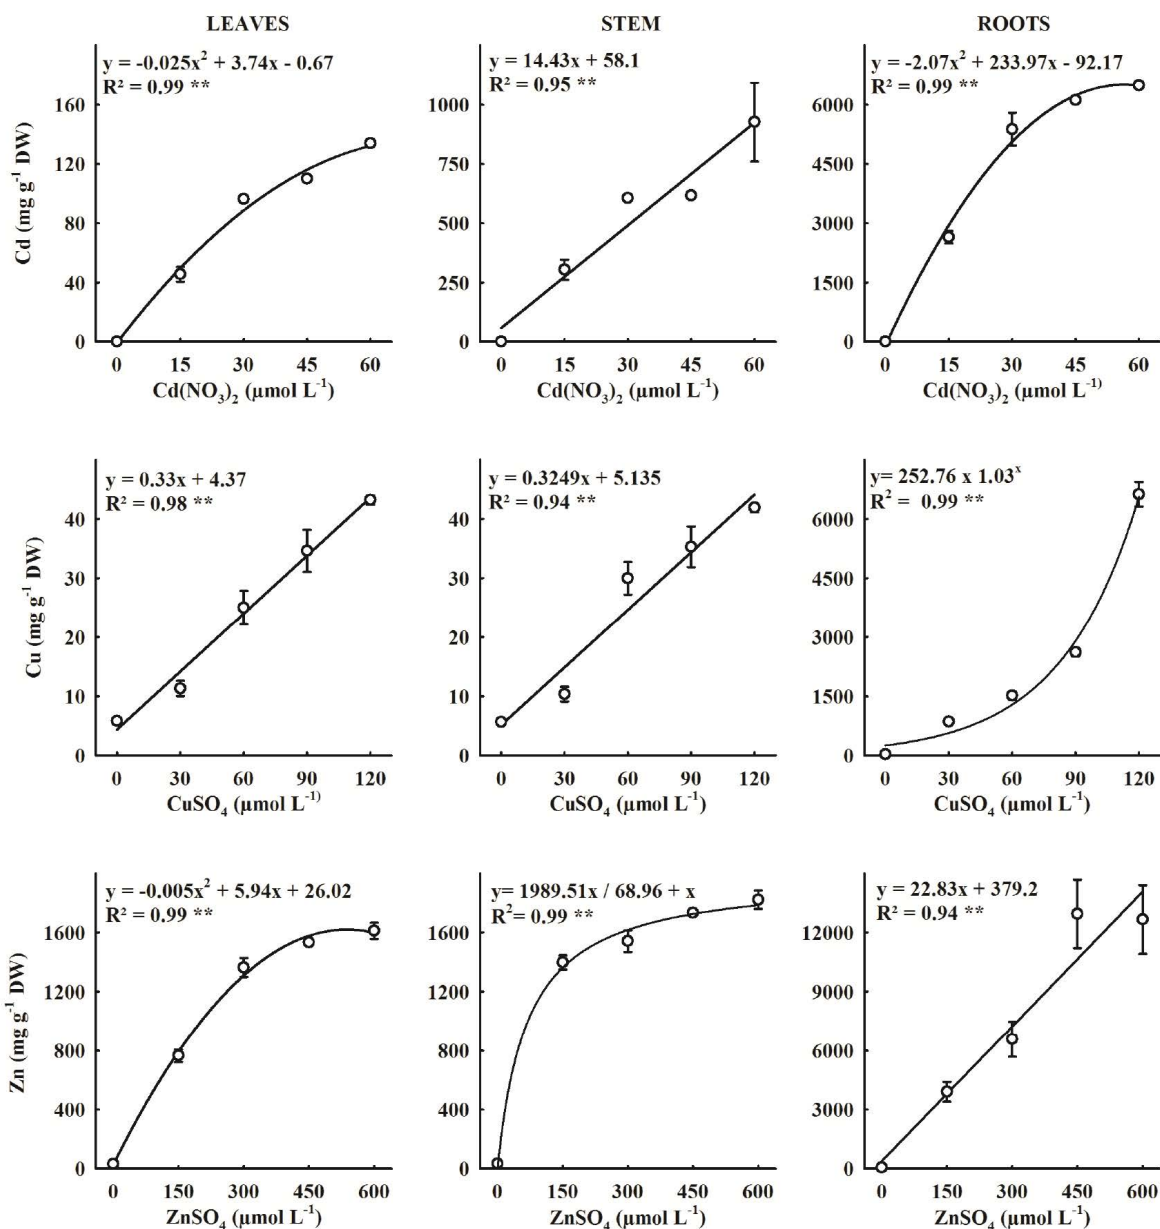 LEAVES STEM ROOTS
y = -0.025x² + 3.74x - 0.67
R² = 0.99 **
Cd (mg g⁻¹ DW)
160
120
80
40
0
0 15 30 45 60
Cd(NO₃)₂ (µmol L⁻¹)
y = 14.43x + 58.1
R² = 0.95 **
1000
750
500
250
0
0 15 30 45 60
Cd(NO₃)₂ (µmol L⁻¹)
y = -2.07x² + 233.97x - 92.17
R² = 0.99 **
6000
4500
3000
1500
0
0 15 30 45 60
Cd(NO₃)₂ (µmol L⁻¹⁾
y = 0.33x + 4.37
R² = 0.98 **
Cu (mg g⁻¹ DW)
40
30
20
10
0
0 30 60 90 120
CuSO₄ (µmol L⁻¹⁾
y = 0.3249x + 5.135
R² = 0.94 **
40
30
20
10
0
0 30 60 90 120
CuSO₄ (µmol L⁻¹)
y= 252.76 x 1.03ˣ
R² = 0.99 **
6000
4500
3000
1500
0
0 30 60 90 120
CuSO₄ (µmol L⁻¹)
y = -0.005x² + 5.94x + 26.02
R² = 0.99 **
Zn (mg g⁻¹ DW)
1600
1200
800
400
0
0 150 300 450 600
ZnSO₄ (µmol L⁻¹)
y= 1989.51x / 68.96 + x
R²= 0.99 **
1600
1200
800
400
0
0 150 300 450 600
ZnSO₄ (µmol L⁻¹)
y = 22.83x + 379.2
R² = 0.94 **
12000
9000
6000
3000
0
0 150 300 450 600
ZnSO₄ (µmol L⁻¹)